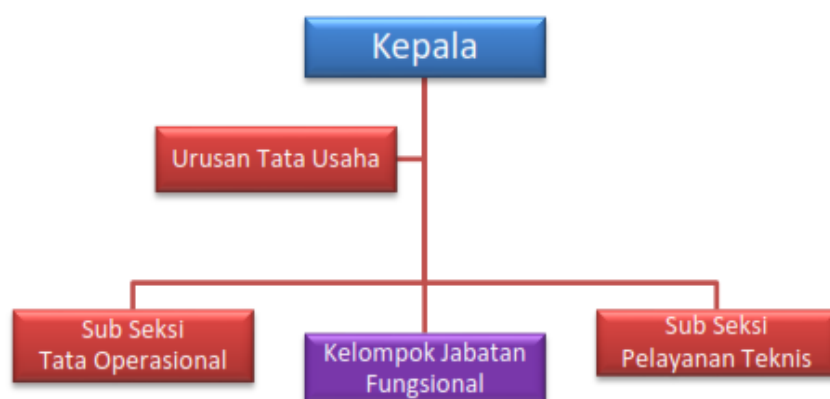 Kepala
Urusan Tata Usaha
Sub Seksi
Tata Operasional
Kelompok Jabatan
Fungsional
Sub Seksi
Pelayanan Teknis